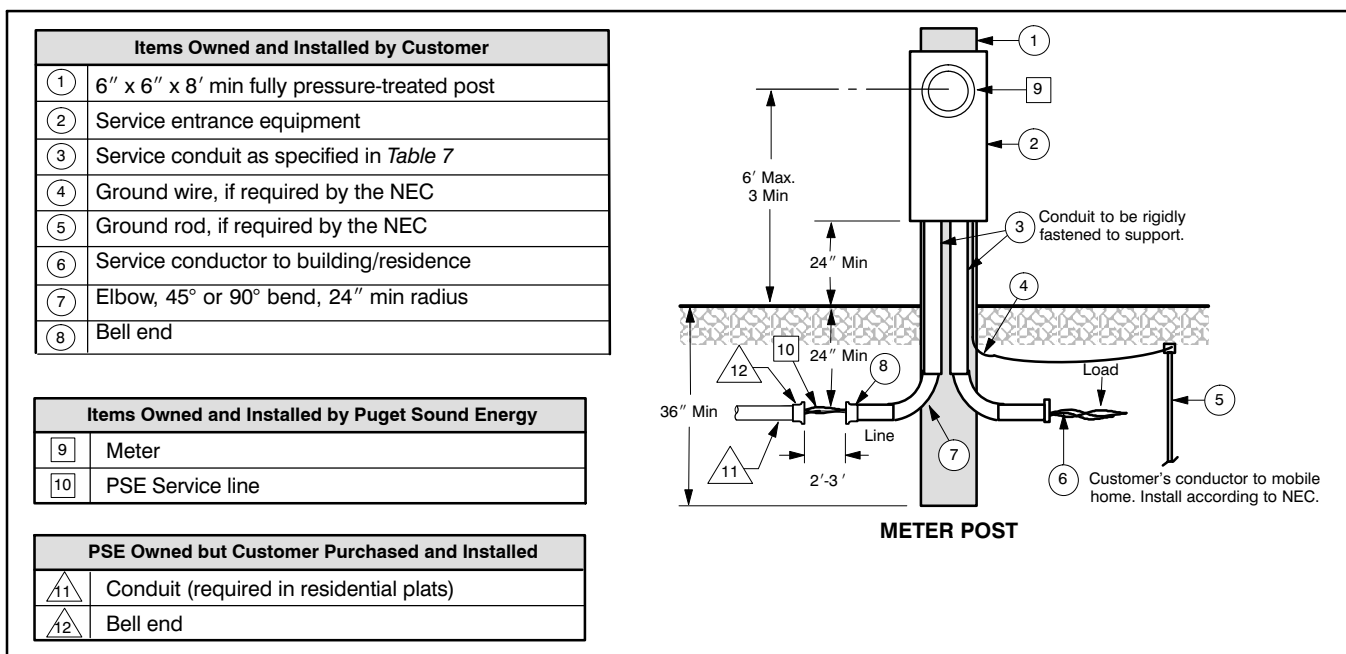 Items Owned and Installed by Customer
1 6″ x 6″ x 8′ min fully pressure-treated post
2 Service entrance equipment
3 Service conduit as specified in Table 7
4 Ground wire, if required by the NEC
5 Ground rod, if required by the NEC
6 Service conductor to building/residence
7 Elbow, 45° or 90° bend, 24″ min radius
8 Bell end
Items Owned and Installed by Puget Sound Energy
9 Meter
10 PSE Service line
PSE Owned but Customer Purchased and Installed
11 Conduit (required in residential plats)
12 Bell end
1
9
2
6′ Max.
3 Min
3 Conduit to be rigidly
fastened to support.
24″ Min
4
10
24″ Min
8
12
Load
36″ Min
5
Line
7
11
2′-3′
6 Customer's conductor to mobile
home. Install according to NEC.
METER POST